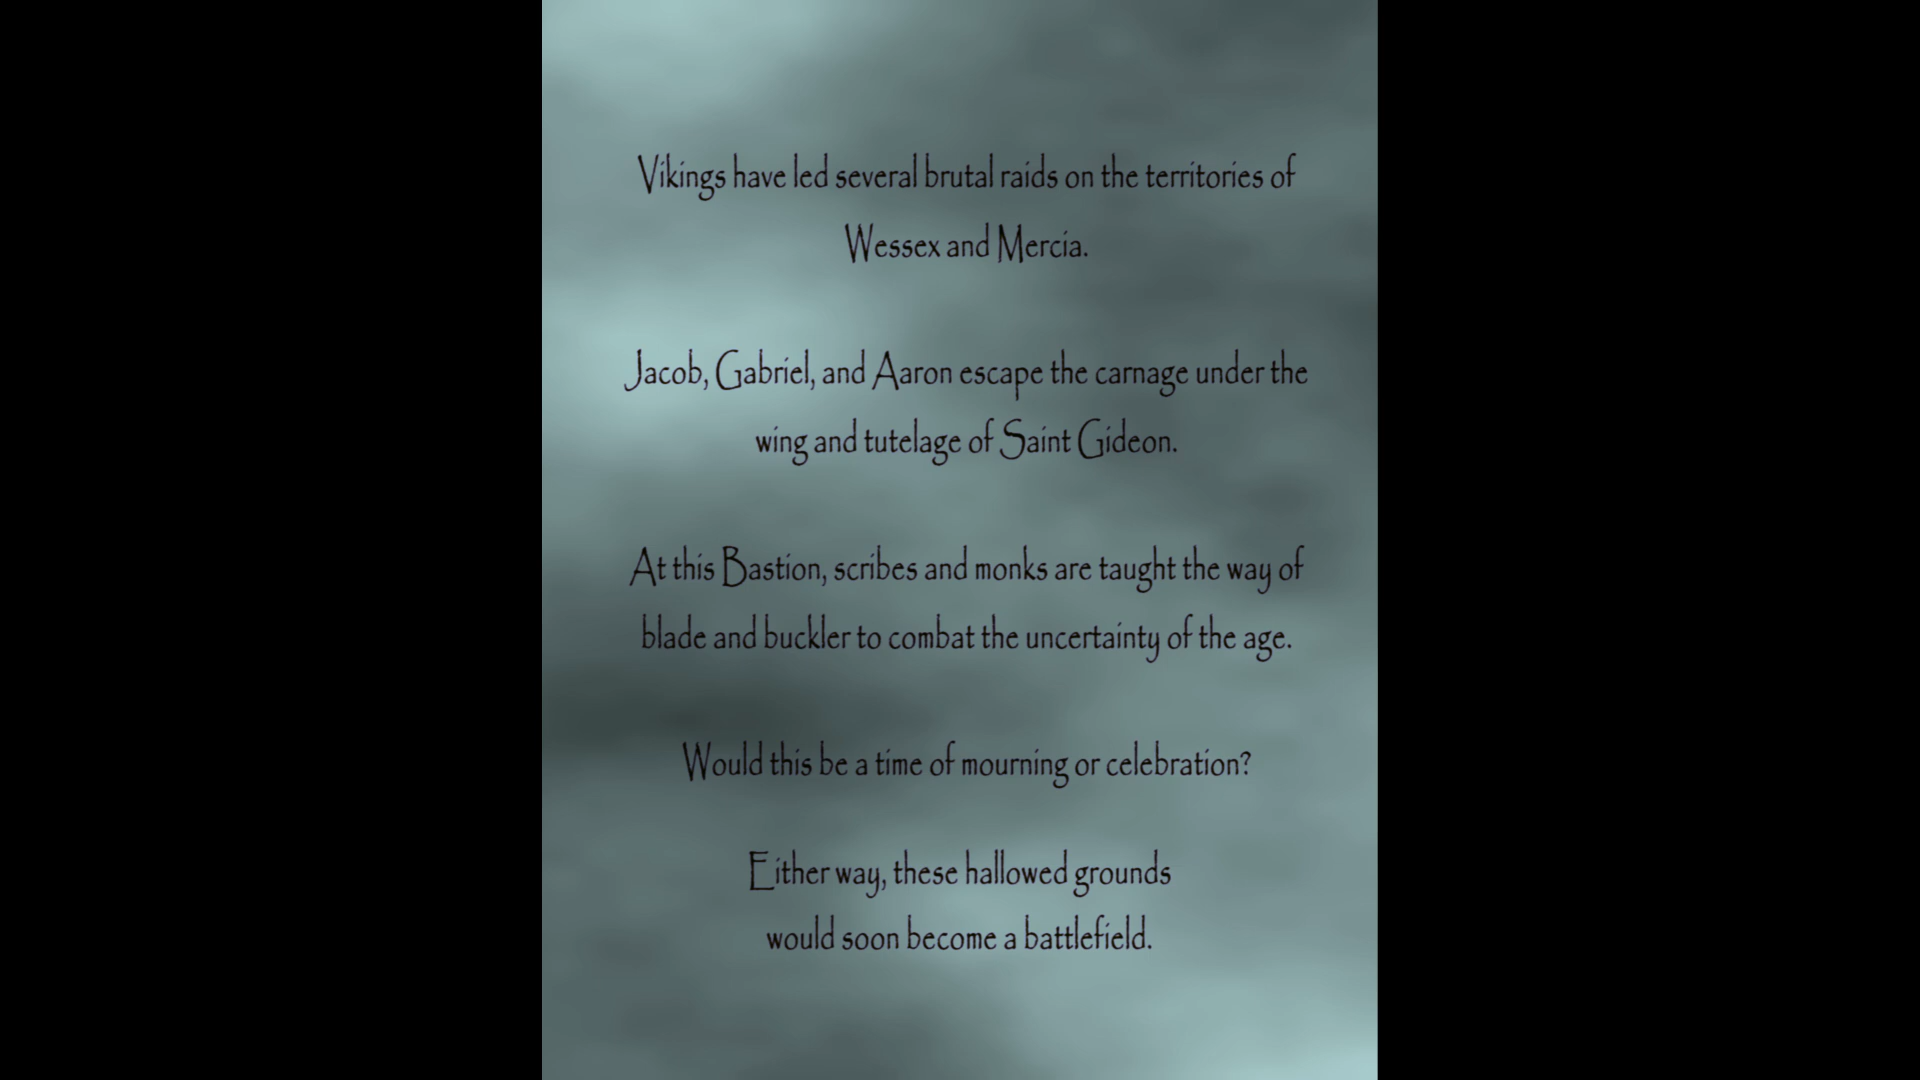 Vikings have led several brutal raids on the territories of
Wessex and Mercia.
Jacob, Gabriel, and Aaron escape the carnage under the
wing and tutelage of Saint Gideon.
At this Bastion, scribes and monks are taught the way of
blade and buckler to combat the uncertainty of the age.
Would this be a time of mourning or celebration?
Either way, these hallowed grounds
would soon become a battlefield.